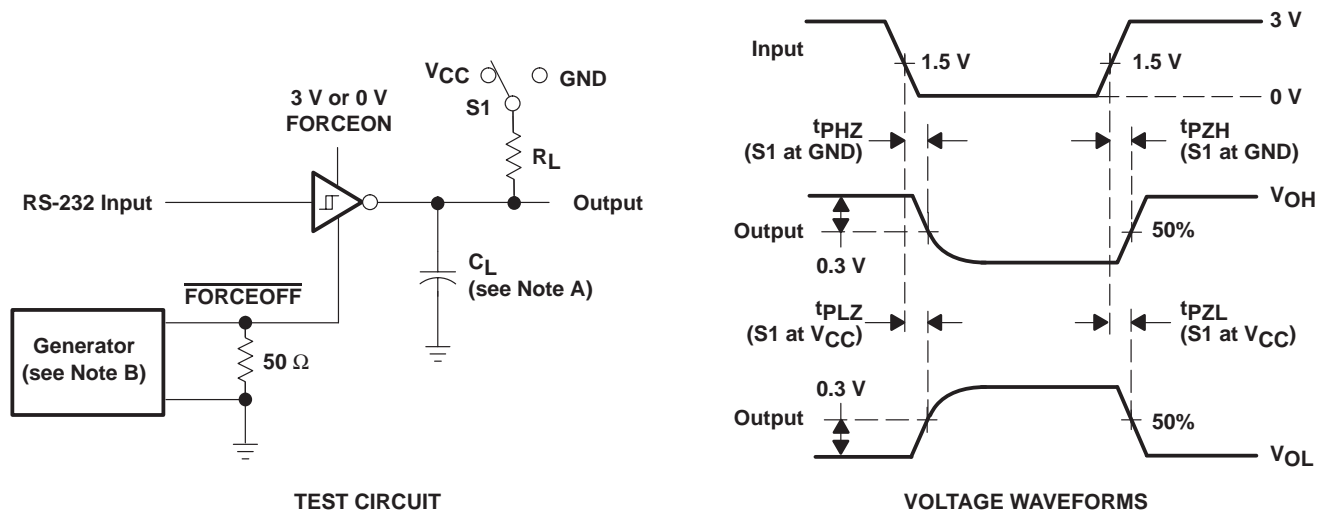 VCC
GND
S1
3 V or 0 V
FORCEON
RL
RS-232 Input
Output
CL
(see Note A)
FORCEOFF
Generator
(see Note B)
50 Ω
TEST CIRCUIT
Input
3 V
1.5 V
1.5 V
0 V
tPHZ
(S1 at GND)
tPZH
(S1 at GND)
VOH
Output
50%
0.3 V
tPLZ
(S1 at VCC)
tPZL
(S1 at VCC)
0.3 V
Output
50%
VOL
VOLTAGE WAVEFORMS